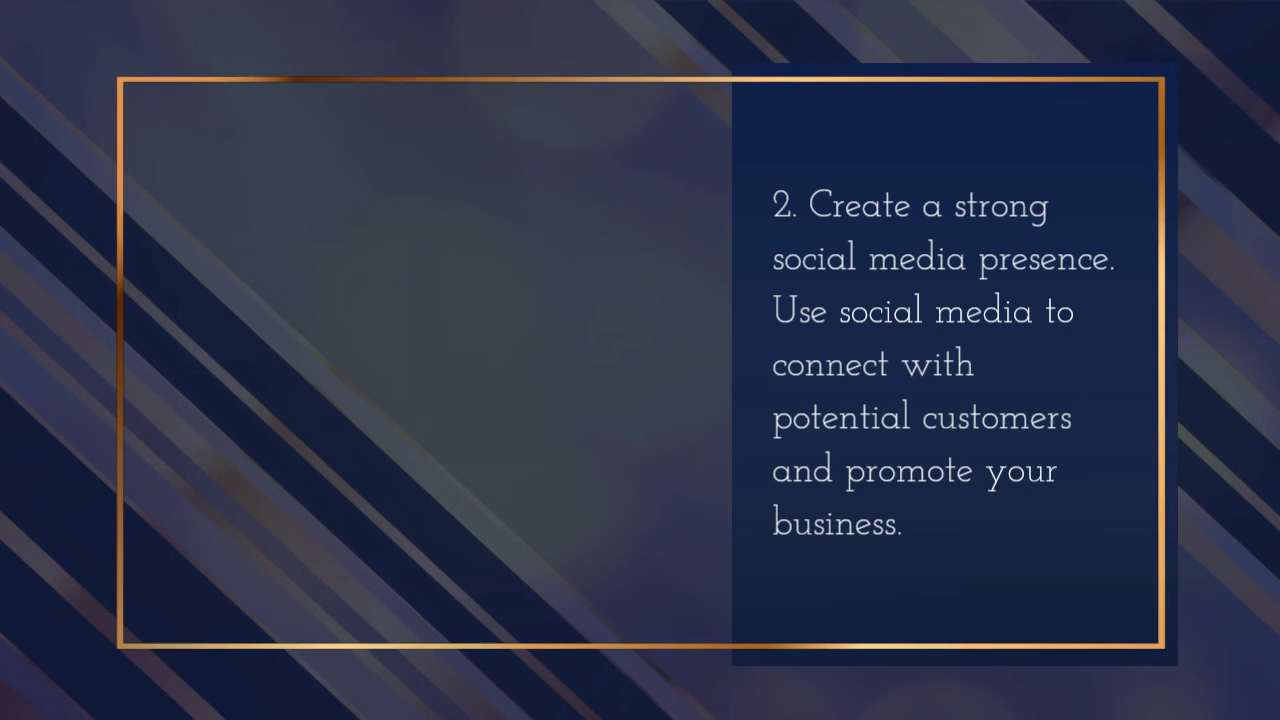 2. Create a strong
social media presence.
Use social media to
connect with
potential customers
and promote your
business.